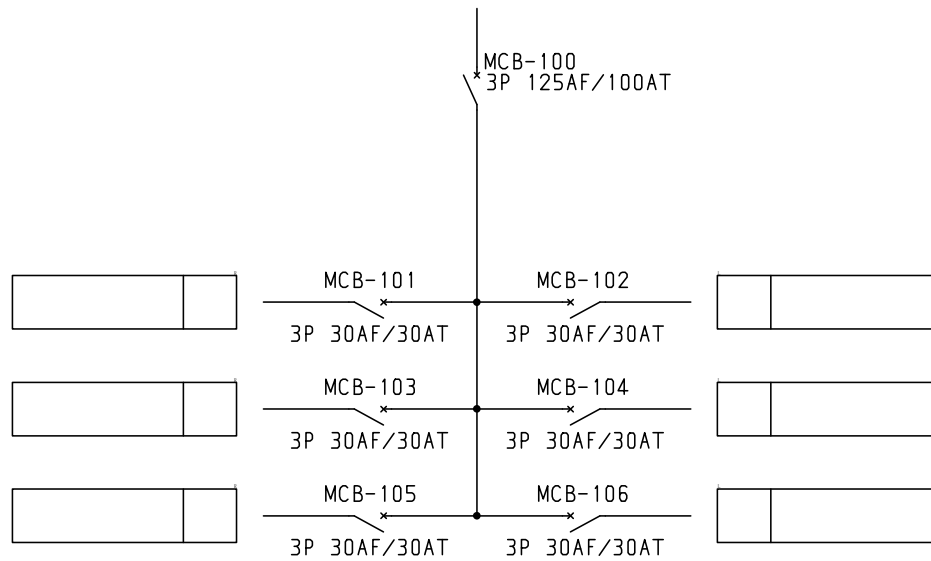 MCB-100
3P 125AF/100AT
MCB-101
MCB-102
3P 30AF/30AT
3P 30AF/30AT
MCB-103
MCB-104
3P 30AF/30AT
3P 30AF/30AT
MCB-105
MCB-106
3P 30AF/30AT
3P 30AF/30AT